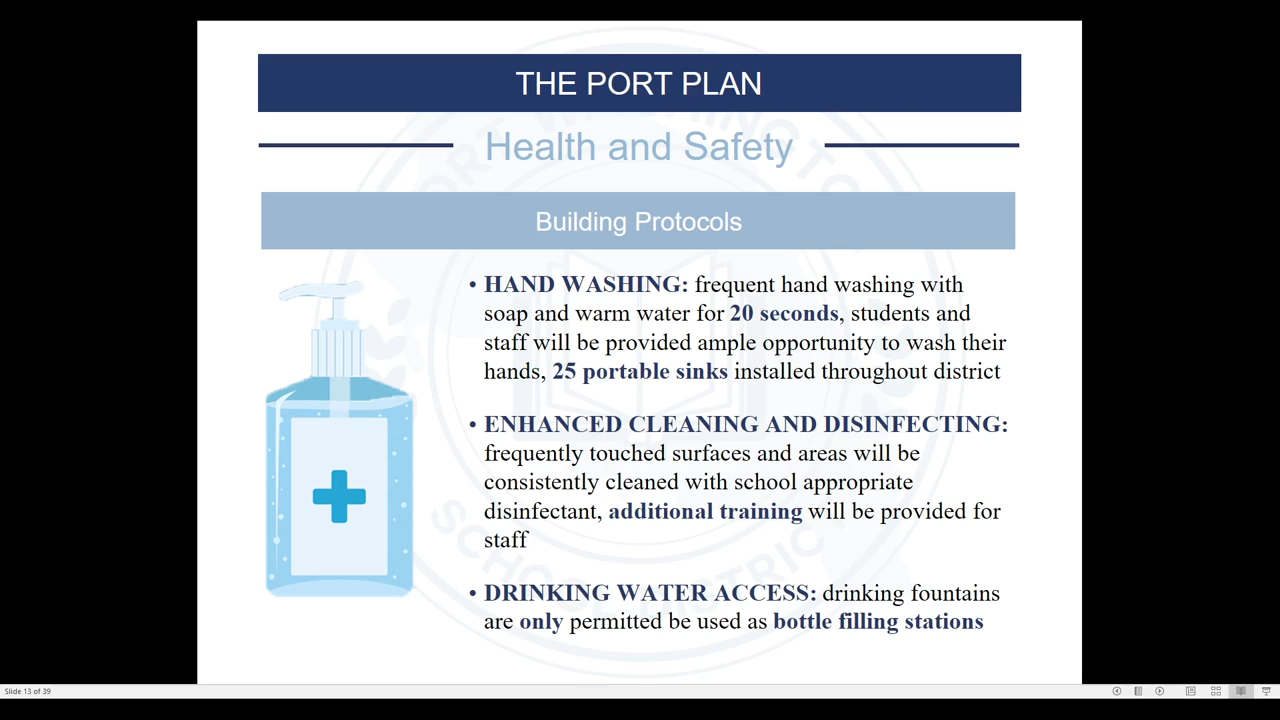 THE PORT PLAN
Health and Safety
Building Protocols
• HAND WASHING: frequent hand washing with
soap and warm water for 20 seconds, students and
staff will be provided ample opportunity to wash their
hands, 25 portable sinks installed throughout district
• ENHANCED CLEANING AND DISINFECTING:
frequently touched surfaces and areas will be
consistently cleaned with school appropriate
disinfectant, additional training will be provided for
staff
• DRINKING WATER ACCESS: drinking fountains
are only permitted be used as bottle filling stations
Slide 13 of 39